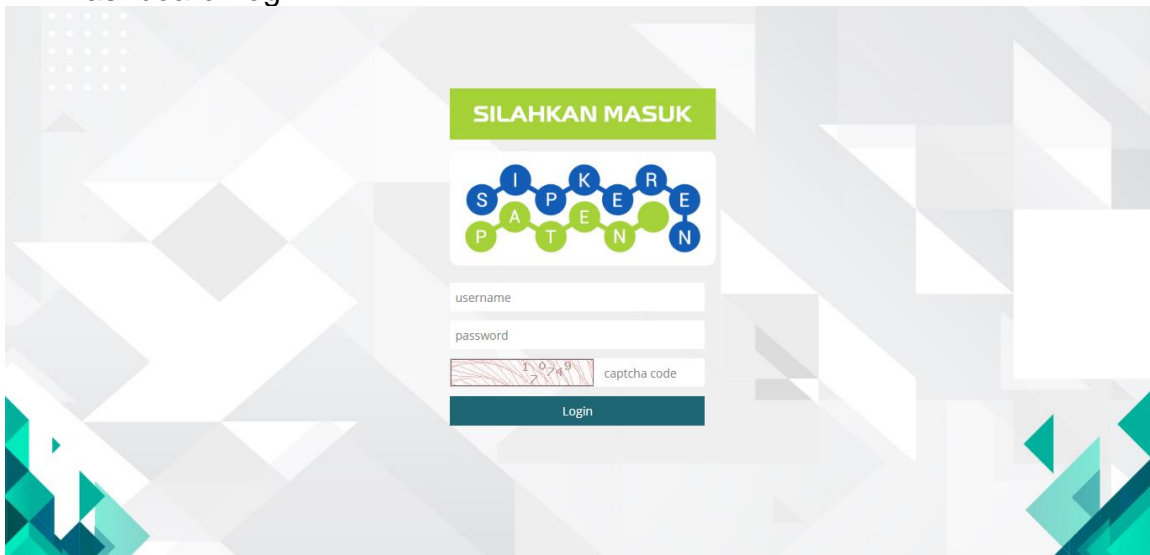 SILAHKAN MASUK
SIPKEREN
PATEN
username
password
captcha code
Login